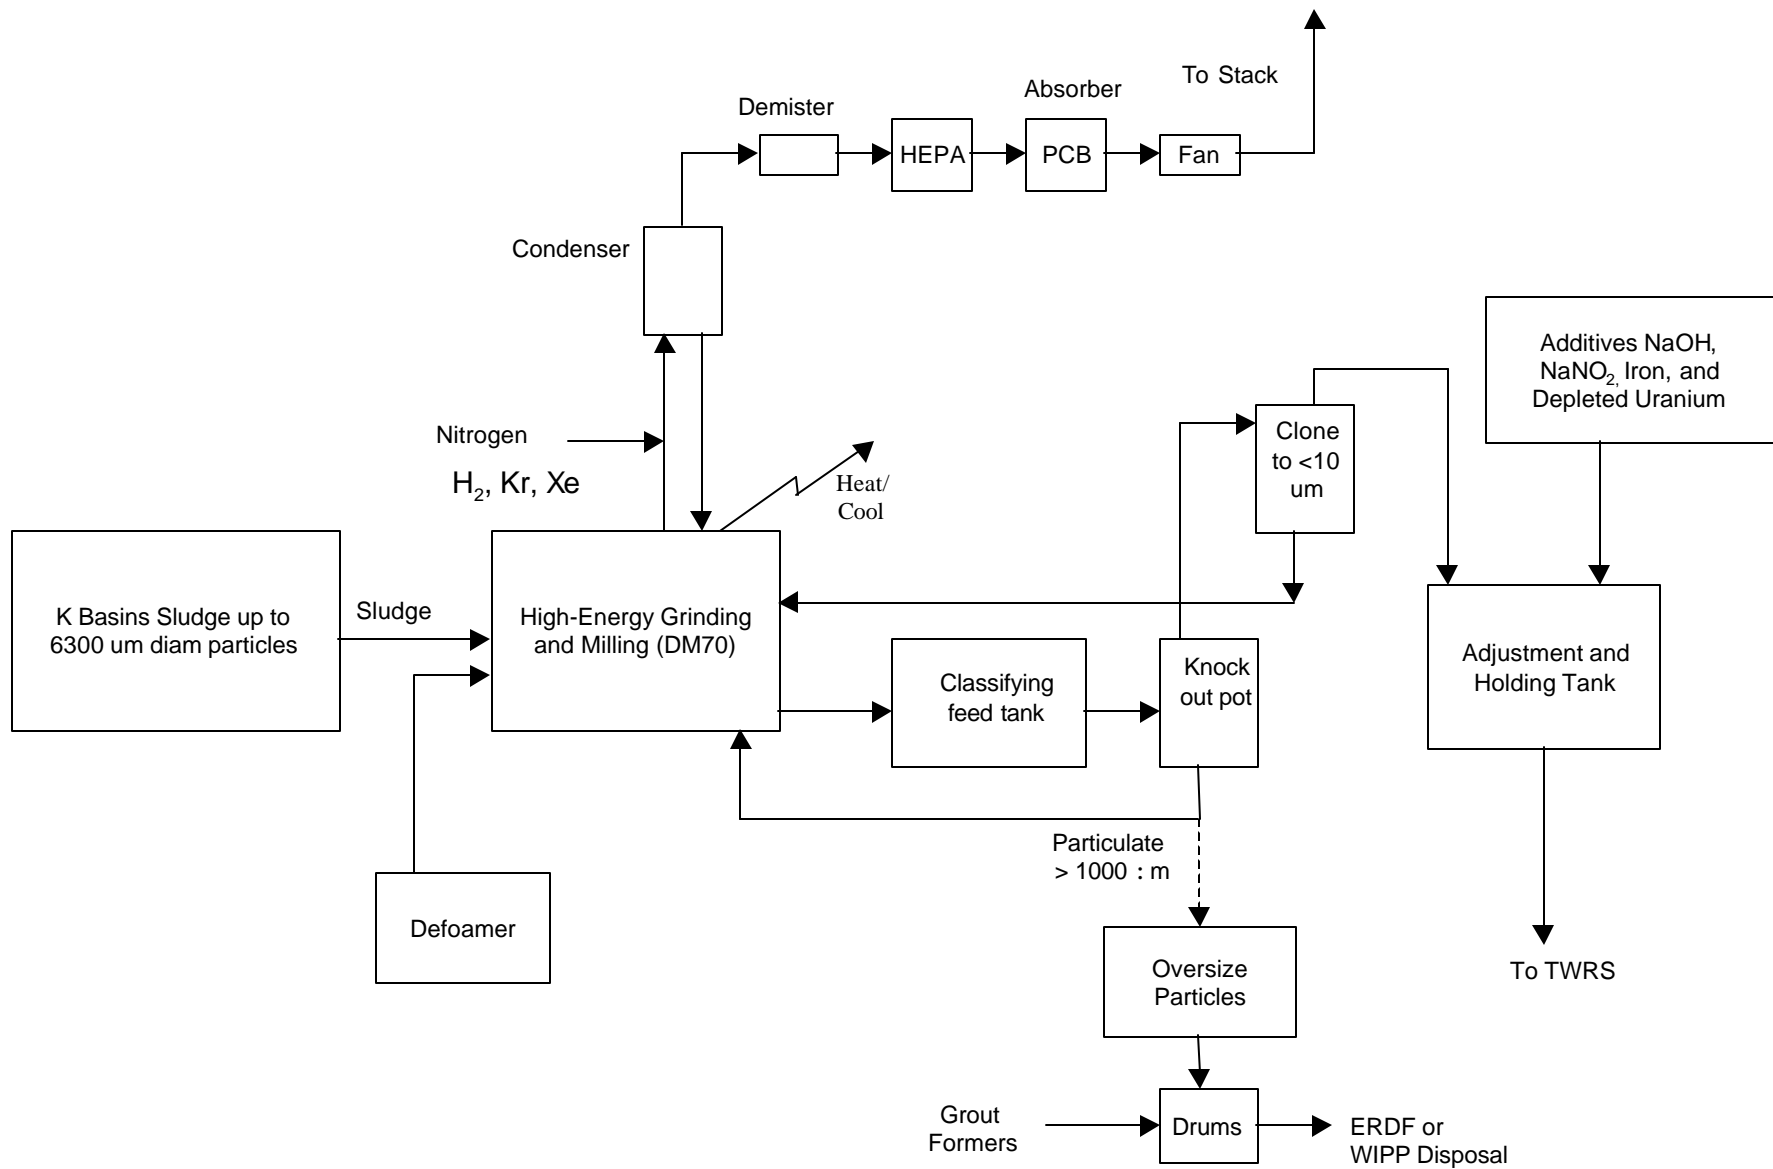 To Stack
Absorber
Demister
HEPA
PCB
Fan
Condenser
Additives NaOH,
NaNO2, Iron, and
Depleted Uranium
Nitrogen
H2, Kr, Xe
Heat/
Cool
Clone
to <10
um
K Basins Sludge up to
6300 um diam particles
Sludge
High-Energy Grinding
and Milling (DM70)
Classifying
feed tank
Knock
out pot
Adjustment and
Holding Tank
Particulate
> 1000 : m
Defoamer
Oversize
Particles
To TWRS
Grout
Formers
Drums
ERDF or
WIPP Disposal